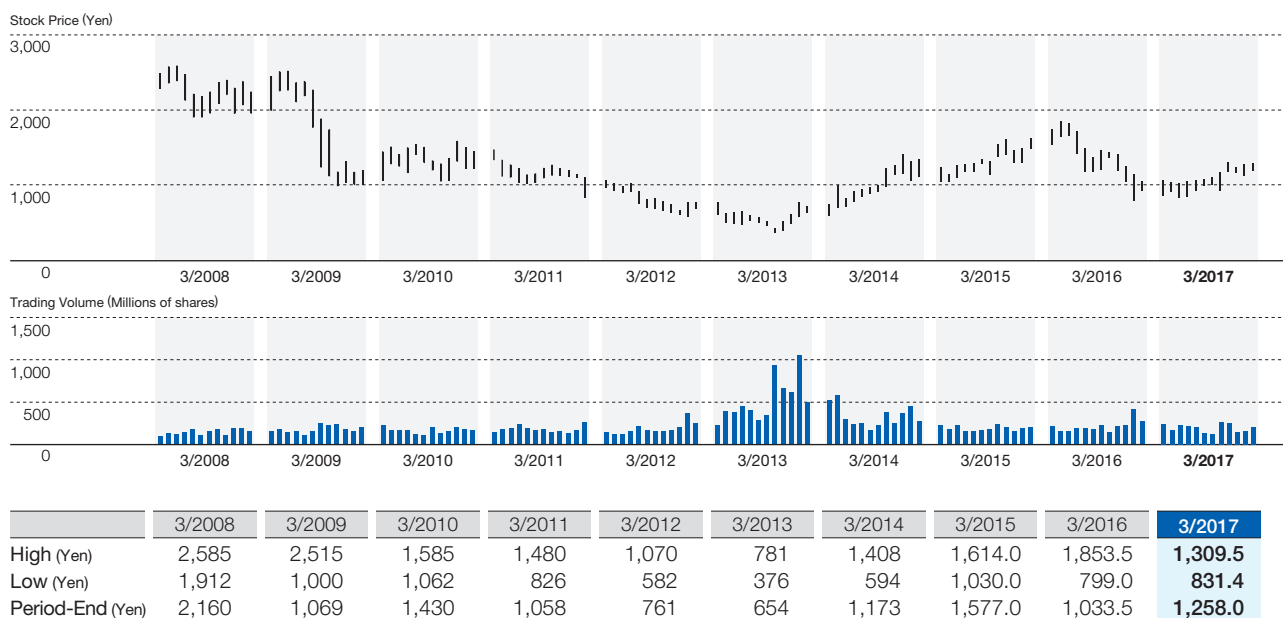 Stock Price (Yen)
3,000
2,000
1,000
0
3/2008 3/2009 3/2010 3/2011 3/2012 3/2013 3/2014 3/2015 3/2016 3/2017
Trading Volume (Millions of shares)
1,500
1,000
500
0
3/2008 3/2009 3/2010 3/2011 3/2012 3/2013 3/2014 3/2015 3/2016 3/2017
3/2008 3/2009 3/2010 3/2011 3/2012 3/2013 3/2014 3/2015 3/2016 3/2017
High (Yen) 2,585 2,515 1,585 1,480 1,070 781 1,408 1,614.0 1,853.5 1,309.5
Low (Yen) 1,912 1,000 1,062 826 582 376 594 1,030.0 799.0 831.4
Period-End (Yen) 2,160 1,069 1,430 1,058 761 654 1,173 1,577.0 1,033.5 1,258.0